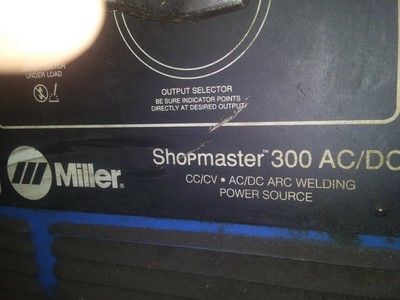 UNDER LOAD
OUTPUT SELECTOR
BE SURE INDICATOR POINTS
DIRECTLY AT DESIRED OUTPUT
Miller®
Shopmaster™ 300 AC/DC
CC/CV • AC/DC ARC WELDING
POWER SOURCE